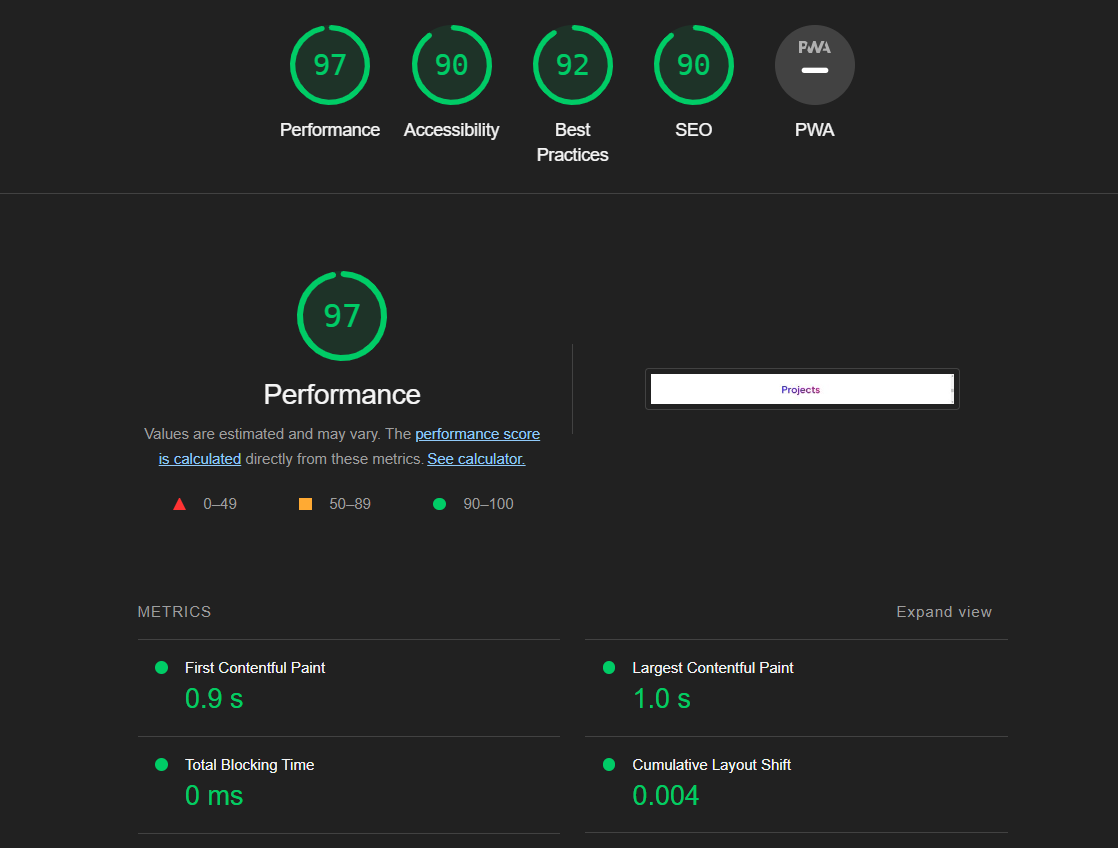 97 90 92 90 PWA
Performance Accessibility Best Practices SEO PWA
97
Performance
Values are estimated and may vary. The performance score
is calculated directly from these metrics. See calculator.
0–49 50–89 90–100
Projects
METRICS Expand view
First Contentful Paint
0.9 s
Largest Contentful Paint
1.0 s
Total Blocking Time
0 ms
Cumulative Layout Shift
0.004